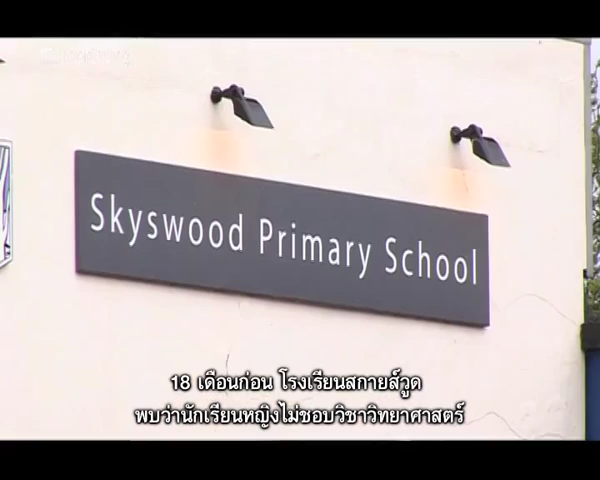 Skyswood Primary School
18 เดือนก่อน โรงเรียนสกายส์วูด
พบว่านักเรียนหญิงไม่ชอบวิชาวิทยาศาสตร์